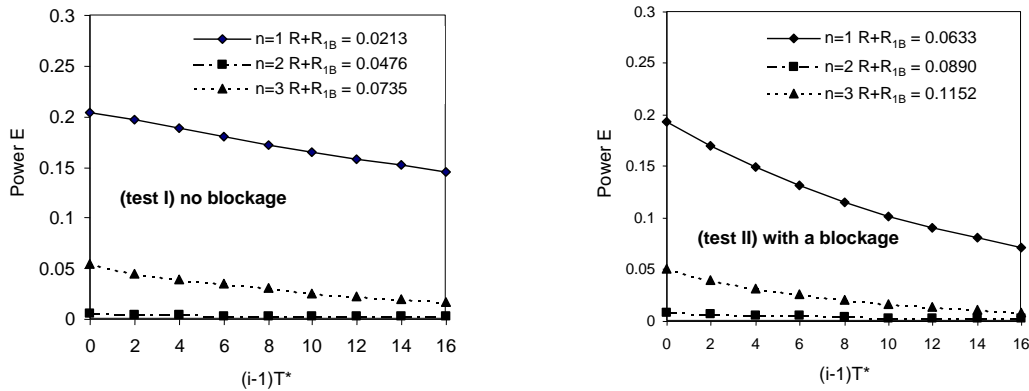 0.3
0.25
0.2
0.15
0.1
0.05
0
Power E
n=1 R+R1B = 0.0213
n=2 R+R1B = 0.0476
n=3 R+R1B = 0.0735
(test I) no blockage
0 2 4 6 8 10 12 14 16
(i-1)T*
0.3
0.25
0.2
0.15
0.1
0.05
0
Power E
n=1 R+R1B = 0.0633
n=2 R+R1B = 0.0890
n=3 R+R1B = 0.1152
(test II) with a blockage
0 2 4 6 8 10 12 14 16
(i-1)T*